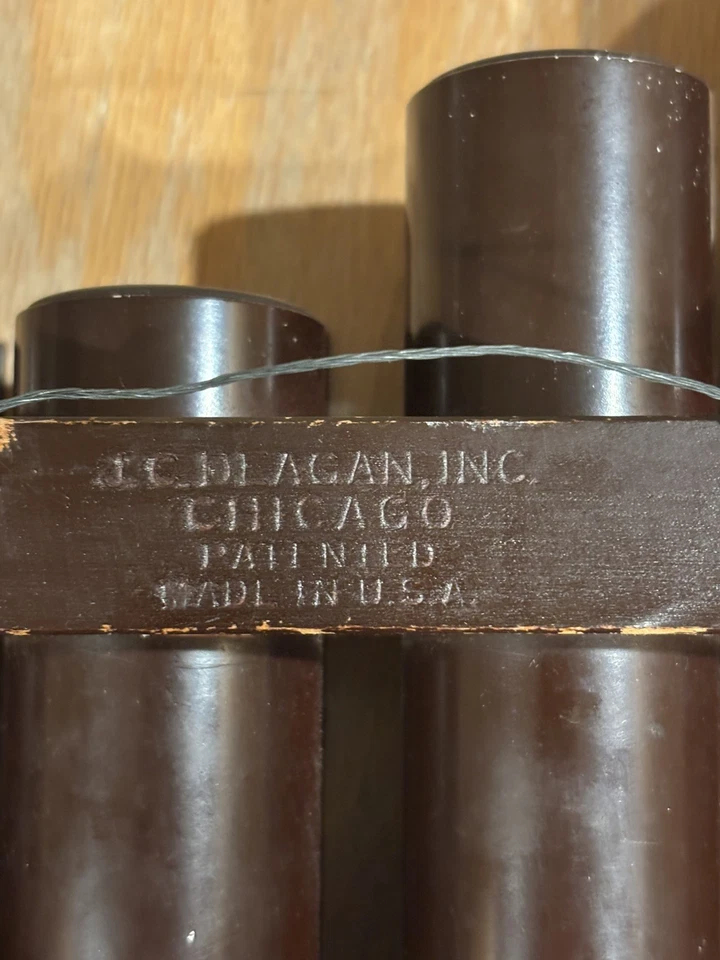 J.C. DEAGAN, INC.
CHICAGO
PATENTED
MADE IN U.S.A.